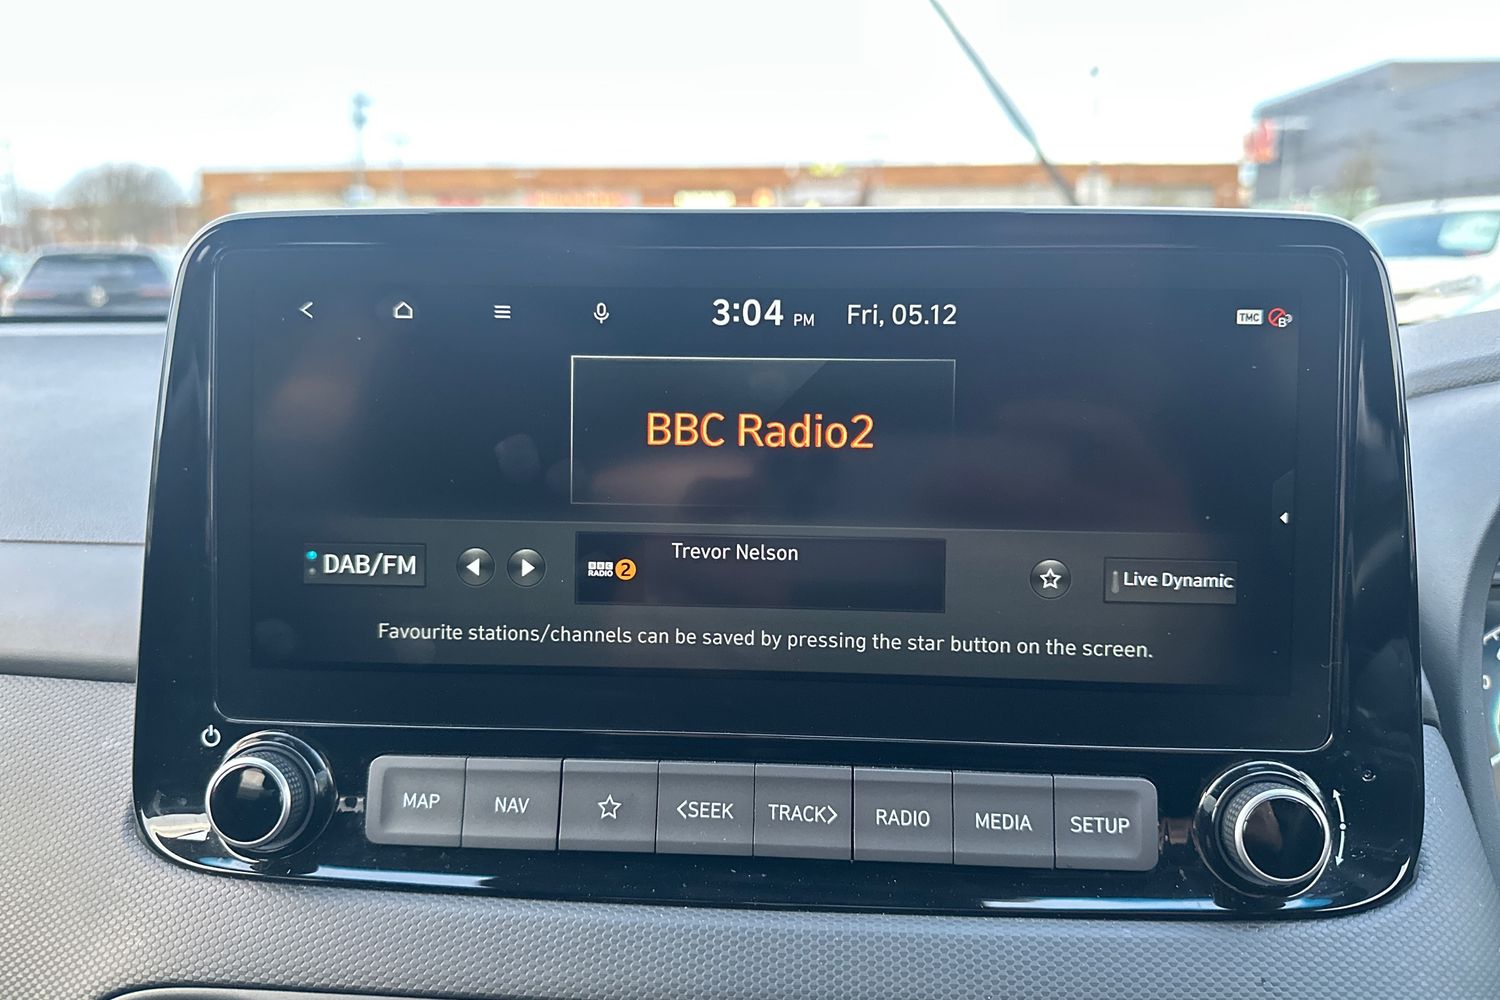 3:04 PM Fri, 05.12
TMC
BBC Radio2
DAB/FM
BBC
RADIO 2
Trevor Nelson
Live Dynamic
Favourite stations/channels can be saved by pressing the star button on the screen.
MAP NAV <SEEK TRACK> RADIO MEDIA SETUP